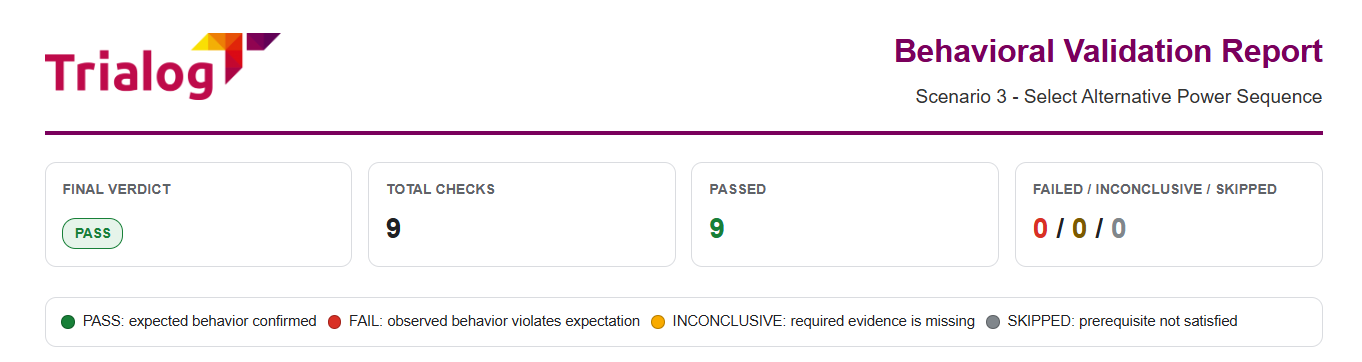 Trialog
Behavioral Validation Report
Scenario 3 - Select Alternative Power Sequence
FINAL VERDICT
PASS
TOTAL CHECKS
9
PASSED
9
FAILED / INCONCLUSIVE / SKIPPED
0 / 0 / 0
PASS: expected behavior confirmed FAIL: observed behavior violates expectation INCONCLUSIVE: required evidence is missing SKIPPED: prerequisite not satisfied